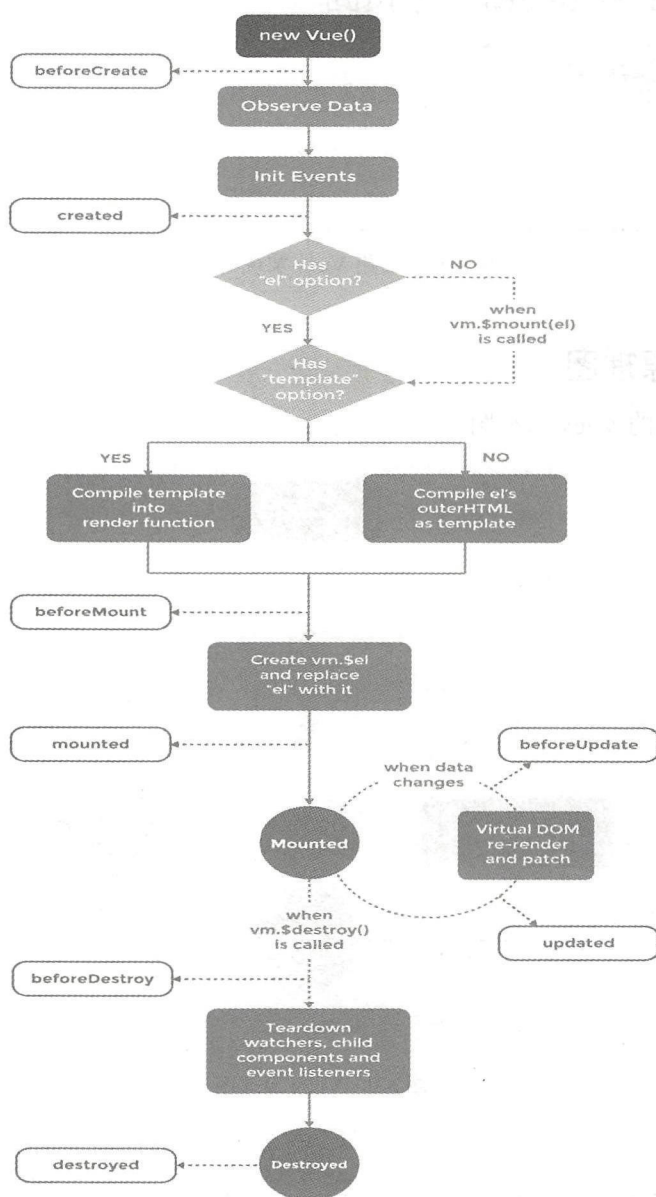 new Vue()
beforeCreate
Observe Data
Init Events
created
Has
"el" option?
NO
YES
when
vm.$mount(el)
is called
Has
"template"
option?
YES
NO
Compile template
into
render function
Compile el's
outerHTML
as template
beforeMount
Create vm.$el
and replace
"el" with it
mounted
beforeUpdate
when data
changes
Mounted
Virtual DOM
re-render
and patch
when
vm.$destroy()
is called
updated
beforeDestroy
Teardown
watchers, child
components and
event listeners
destroyed
Destroyed